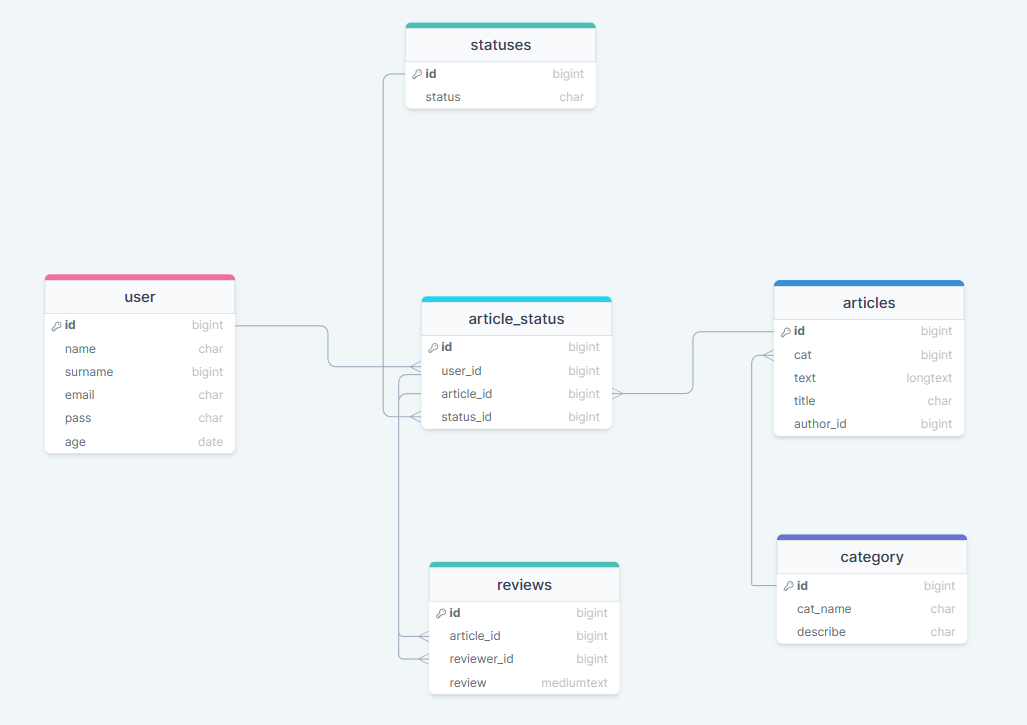 statuses
id bigint
status char
user
id bigint
name char
surname bigint
email char
pass char
age date
article_status
id bigint
user_id bigint
article_id bigint
status_id bigint
articles
id bigint
cat bigint
text longtext
title char
author_id bigint
reviews
id bigint
article_id bigint
reviewer_id bigint
review mediumtext
category
id bigint
cat_name char
describe char